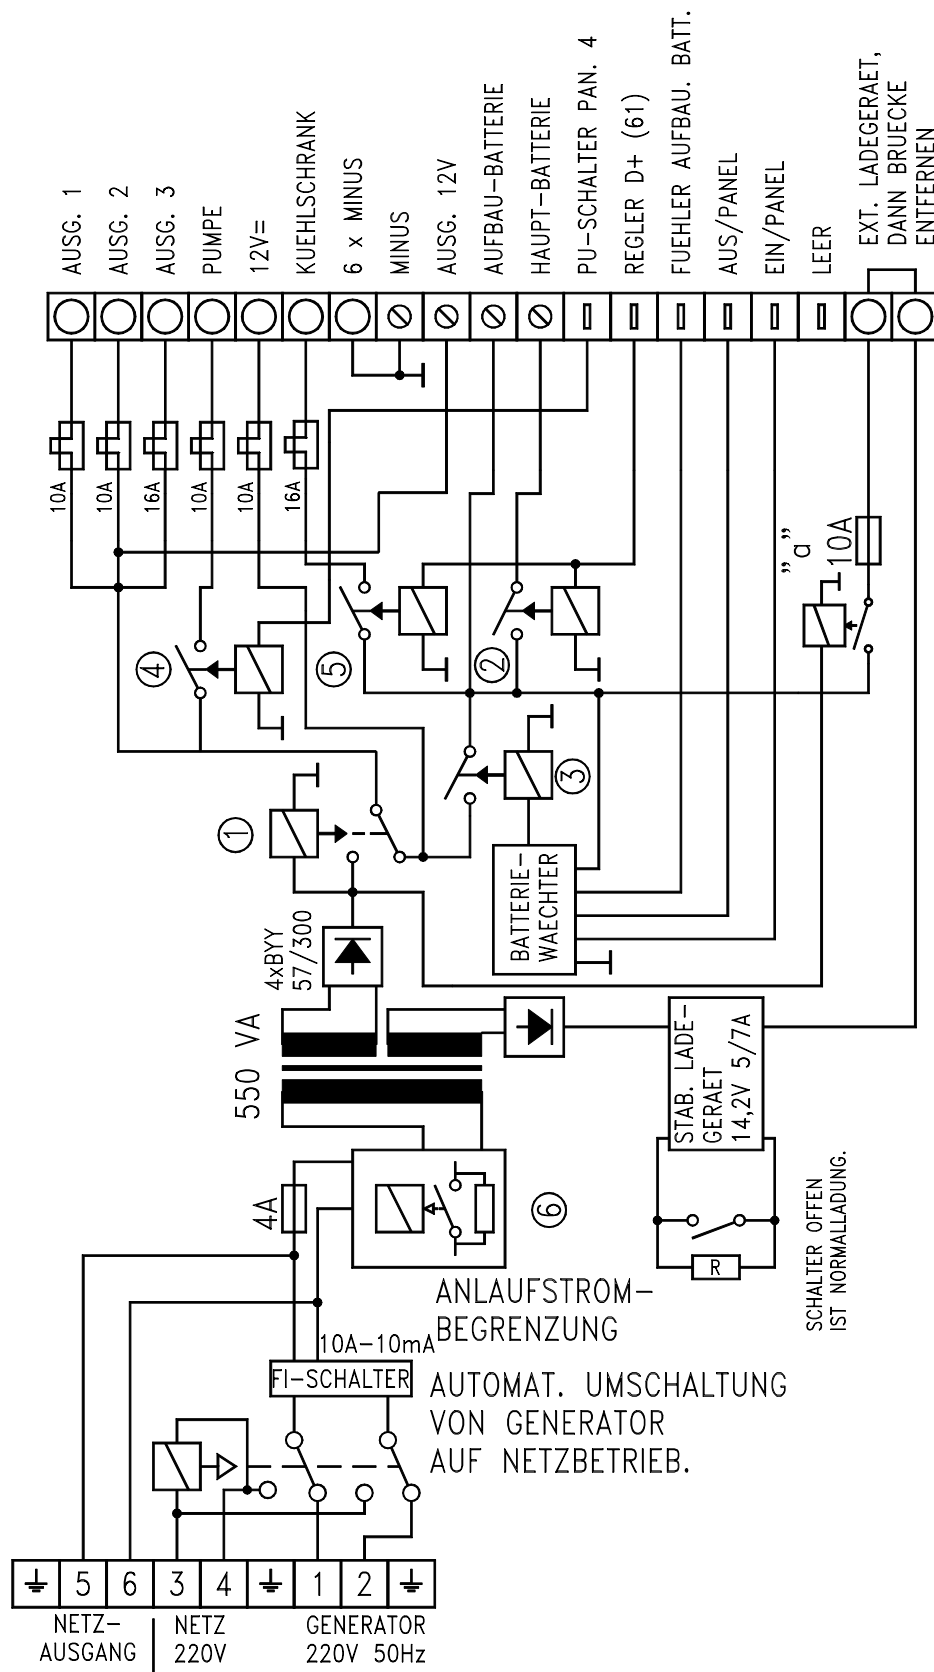 AUSG. 1
AUSG. 2
AUSG. 3
PUMPE
12V=
KUEHLSCHRANK
6 x MINUS
MINUS
AUSG. 12V
AUFBAU-BATTERIE
HAUPT-BATTERIE
PU-SCHALTER PAN. 4
REGLER D+ (61)
FUEHLER AUFBAU. BATT.
AUS/PANEL
EIN/PANEL
LEER
EXT. LADEGERAET,
DANN BRUECKE
ENTFERNEN
10A
10A
16A
10A
10A
16A
„a”
10A
4
5
2
3
1
BATTERIE-
WAECHTER
4xBYY
57/300
550 VA
STAB. LADE-
GERAET
14,2V 5/7A
4A
6
R
SCHALTER OFFEN
IST NORMALLADUNG.
ANLAUFSTROM-
BEGRENZUNG
10A-10mA
FI-SCHALTER
AUTOMAT. UMSCHALTUNG
VON GENERATOR
AUF NETZBETRIEB.
5 6 3 4 1 2
NETZ-
AUSGANG
NETZ
220V
GENERATOR
220V 50Hz